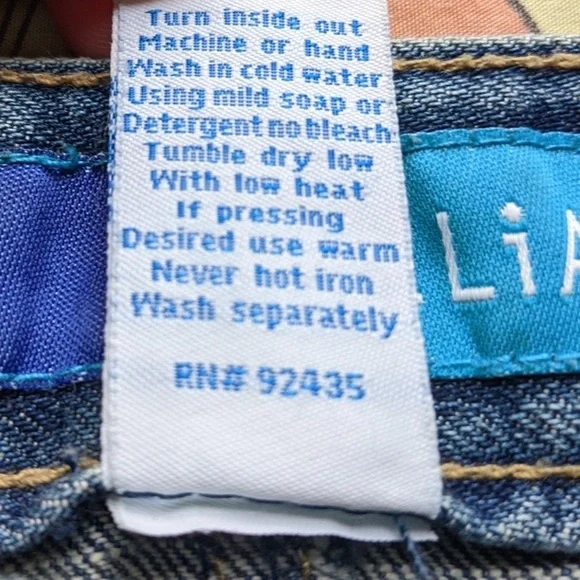 Turn inside out
Machine or hand
Wash in cold water
Using mild soap or
Detergent no bleach
Tumble dry low
With low heat
If pressing
Desired use warm
Never hot iron
Wash separately
RN# 92435
LiA